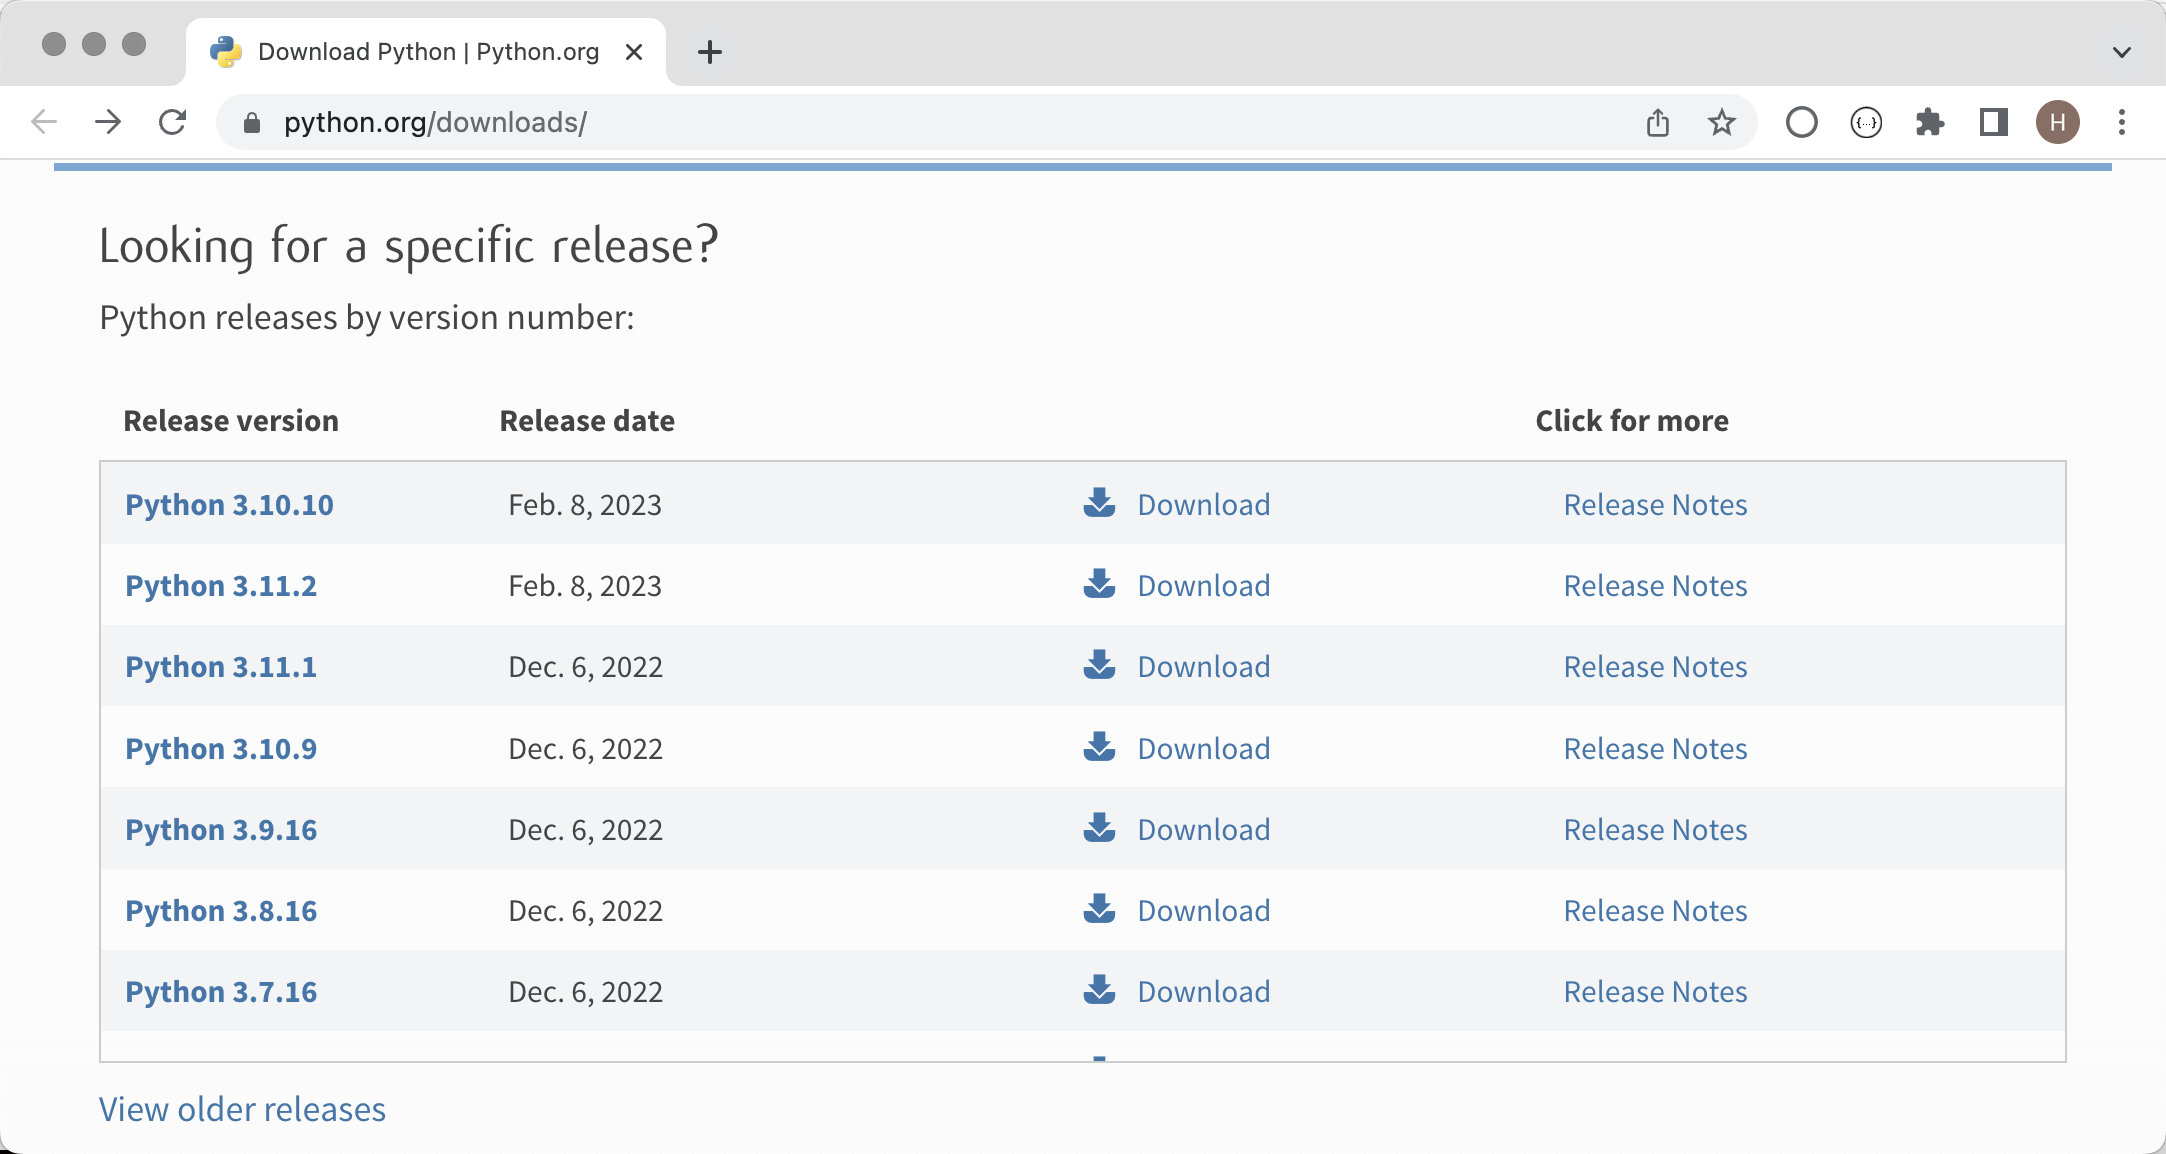 Download Python | Python.org
python.org/downloads/
{...}
H
Looking for a specific release?
Python releases by version number:
Release version Release date Click for more
Python 3.10.10 Feb. 8, 2023 Download Release Notes
Python 3.11.2 Feb. 8, 2023 Download Release Notes
Python 3.11.1 Dec. 6, 2022 Download Release Notes
Python 3.10.9 Dec. 6, 2022 Download Release Notes
Python 3.9.16 Dec. 6, 2022 Download Release Notes
Python 3.8.16 Dec. 6, 2022 Download Release Notes
Python 3.7.16 Dec. 6, 2022 Download Release Notes
View older releases